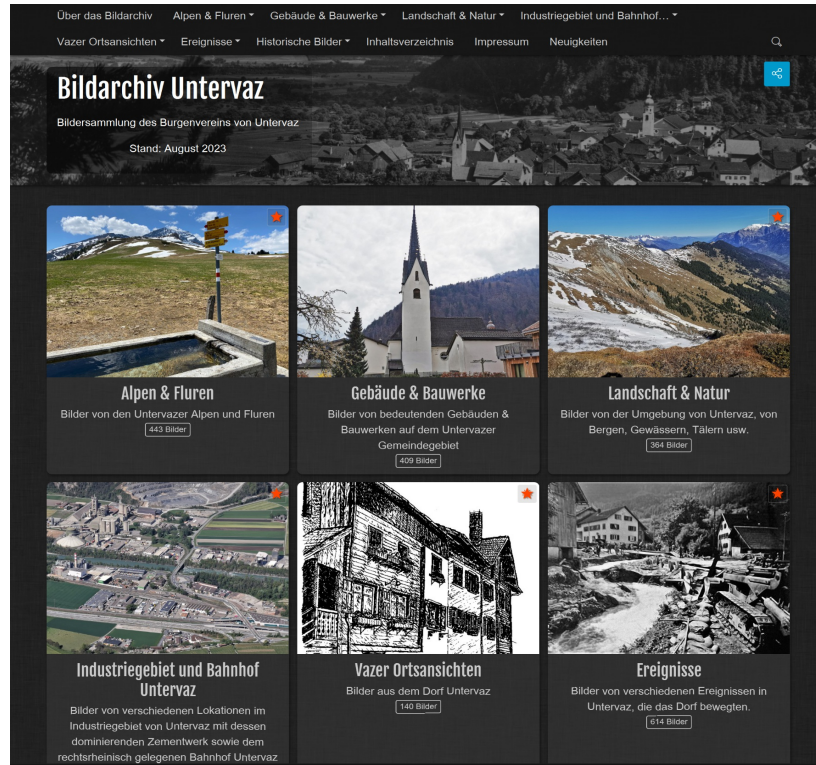 Über das Bildarchiv Alpen & Fluren Gebäude & Bauwerke Landschaft & Natur Industriegebiet und Bahnhof…
Vazer Ortsansichten Ereignisse Historische Bilder Inhaltsverzeichnis Impressum Neuigkeiten
Bildarchiv Untervaz
Bildersammlung des Burgenvereins von Untervaz
Stand: August 2023
Alpen & Fluren
Bilder von den Untervazer Alpen und Fluren
443 Bilder
Gebäude & Bauwerke
Bilder von bedeutenden Gebäuden &
Bauwerken auf dem Untervazer
Gemeindegebiet
409 Bilder
Landschaft & Natur
Bilder von der Umgebung von Untervaz, von
Bergen, Gewässern, Tälern usw.
364 Bilder
Industriegebiet und Bahnhof
Untervaz
Bilder von verschiedenen Lokationen im
Industriegebiet von Untervaz mit dessen
dominierenden Zementwerk sowie dem
rechtsrheinisch gelegenen Bahnhof Untervaz
Vazer Ortsansichten
Bilder aus dem Dorf Untervaz
140 Bilder
Ereignisse
Bilder von verschiedenen Ereignissen in
Untervaz, die das Dorf bewegten.
614 Bilder